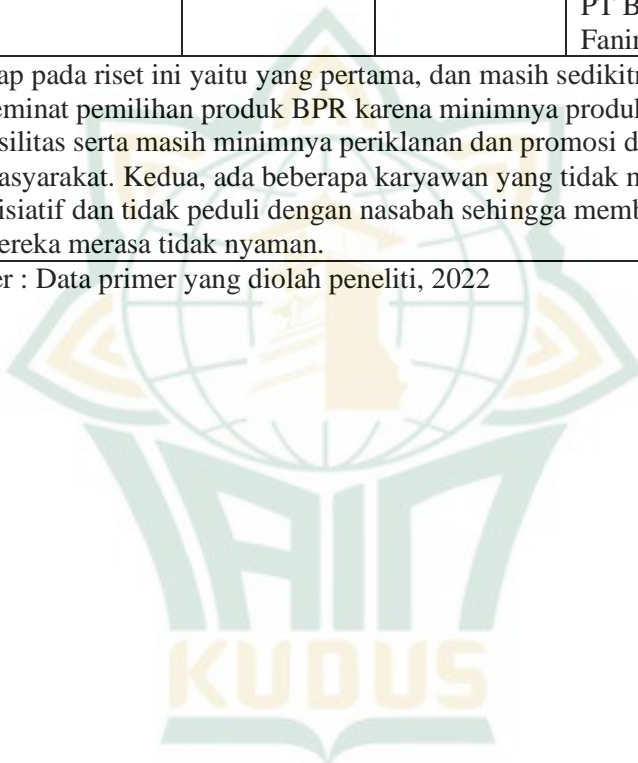 PT B
Fanin
ap pada riset ini yaitu yang pertama, dan masih sedikitn
eminat pemilihan produk BPR karena minimnya produk
silitas serta masih minimnya periklanan dan promosi d
asyarakat. Kedua, ada beberapa karyawan yang tidak m
isiatif dan tidak peduli dengan nasabah sehingga memb
ereka merasa tidak nyaman.
er : Data primer yang diolah peneliti, 2022
IAIN
KUDUS